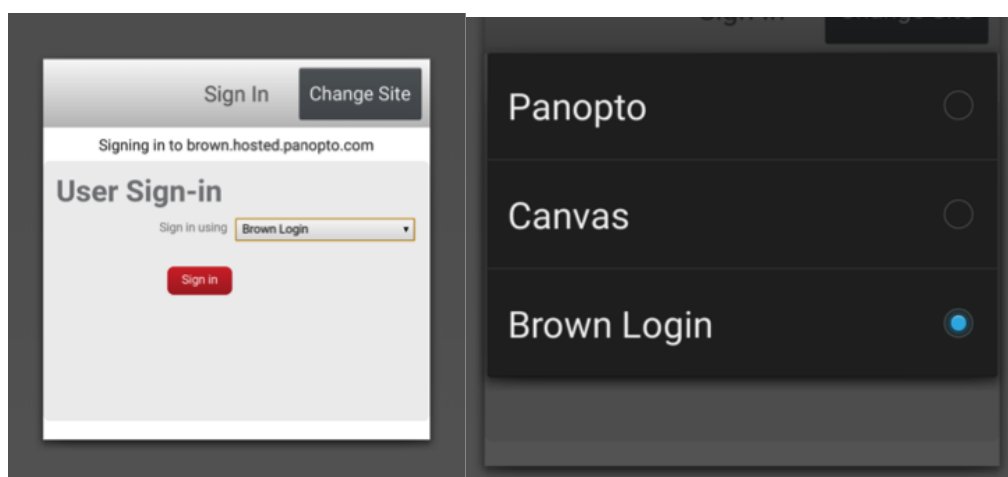 Sign In
Change Site
Signing in to brown.hosted.panopto.com
User Sign-in
Sign in using
Brown Login
Sign in
Panopto
Canvas
Brown Login